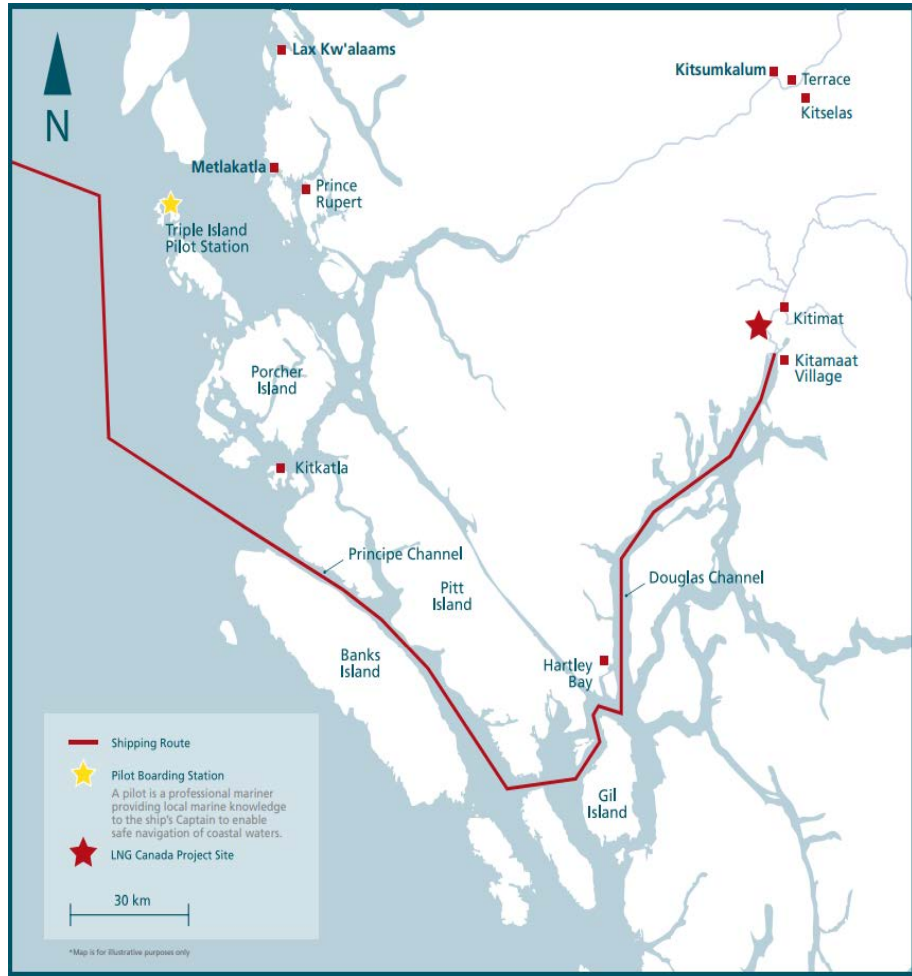 Lax Kw'alaams
N
Kitsumkalum
Terrace
Kitselas
Metlakatla
Prince
Rupert
Triple Island
Pilot Station
Kitimat
Kitamaat
Village
Porcher
Island
Kitkatla
Principe Channel
Douglas Channel
Pitt
Island
Banks
Island
Hartley
Bay
Gil
Island
Shipping Route
Pilot Boarding Station
A pilot is a professional mariner
providing local marine knowledge
to the ship's Captain to enable
safe navigation of coastal waters.
LNG Canada Project Site
30 km
*Map is for illustrative purposes only